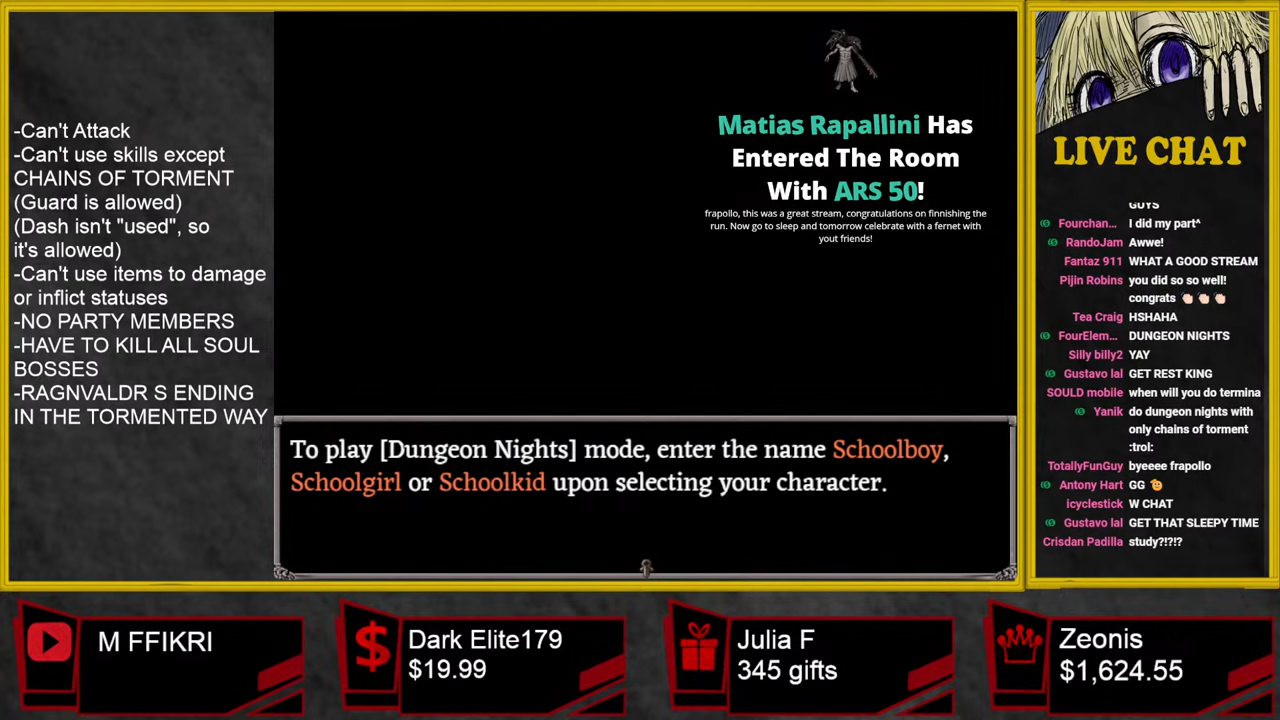 -Can't Attack
-Can't use skills except
CHAINS OF TORMENT
(Guard is allowed)
(Dash isn't "used", so
it's allowed)
-Can't use items to damage
or inflict statuses
-NO PARTY MEMBERS
-HAVE TO KILL ALL SOUL
BOSSES
-RAGNVALDR S ENDING
IN THE TORMENTED WAY
Matias Rapallini Has
Entered The Room
With ARS 50!
frapollo, this was a great stream, congratulations on finnishing the
run. Now go to sleep and tomorrow celebrate with a fernet with
yout friends!
To play [Dungeon Nights] mode, enter the name Schoolboy,
Schoolgirl or Schoolkid upon selecting your character.
LIVE CHAT
GUYS
Fourchan... I did my part^
RandoJam Awwe!
Fantaz 911 WHAT A GOOD STREAM
Pijin Robins you did so so well!
congrats 👏🏻👏🏻👏🏻
Tea Craig HSHAHA
FourElem... DUNGEON NIGHTS
Silly billy2 YAY
Gustavo lal GET REST KING
SOULD mobile when will you do termina
Yanik do dungeon nights with
only chains of torment
:trol:
TotallyFunGuy byeeee frapollo
Antony Hart GG
icyclestick W CHAT
Gustavo lal GET THAT SLEEPY TIME
Crisdan Padilla study?!?!?
M FFIKRI
Dark Elite179
$19.99
Julia F
345 gifts
Zeonis
$1,624.55